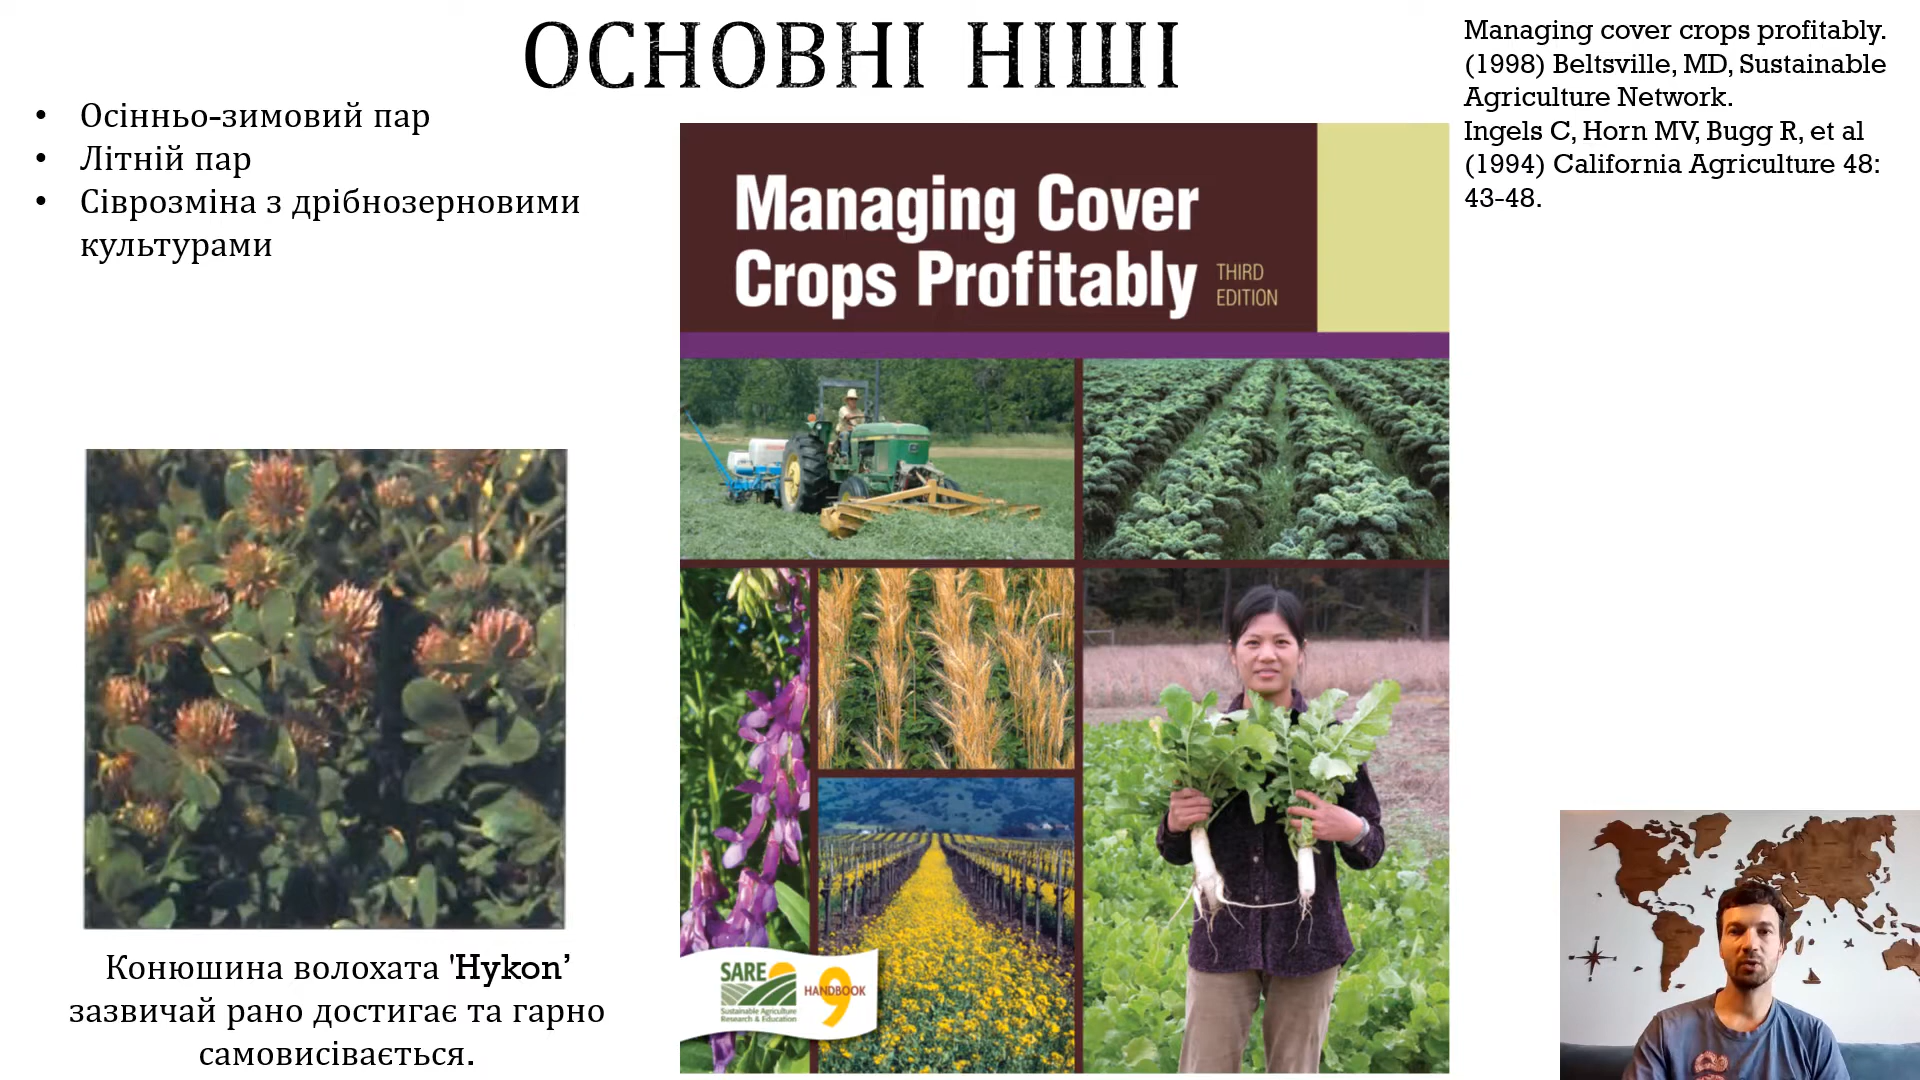 ОСНОВНІ НІШІ
• Осінньо-зимовий пар
• Літній пар
• Сіврозміна з дрібнозерновими
культурами
Managing cover crops profitably.
(1998) Beltsville, MD, Sustainable
Agriculture Network.
Ingels C, Horn MV, Bugg R, et al
(1994) California Agriculture 48:
43-48.
Managing Cover
Crops Profitably
THIRD
EDITION
SARE
Sustainable Agriculture
Research & Education
HANDBOOK
9
Конюшина волохата 'Hykon’
зазвичай рано достигає та гарно
самовисівається.